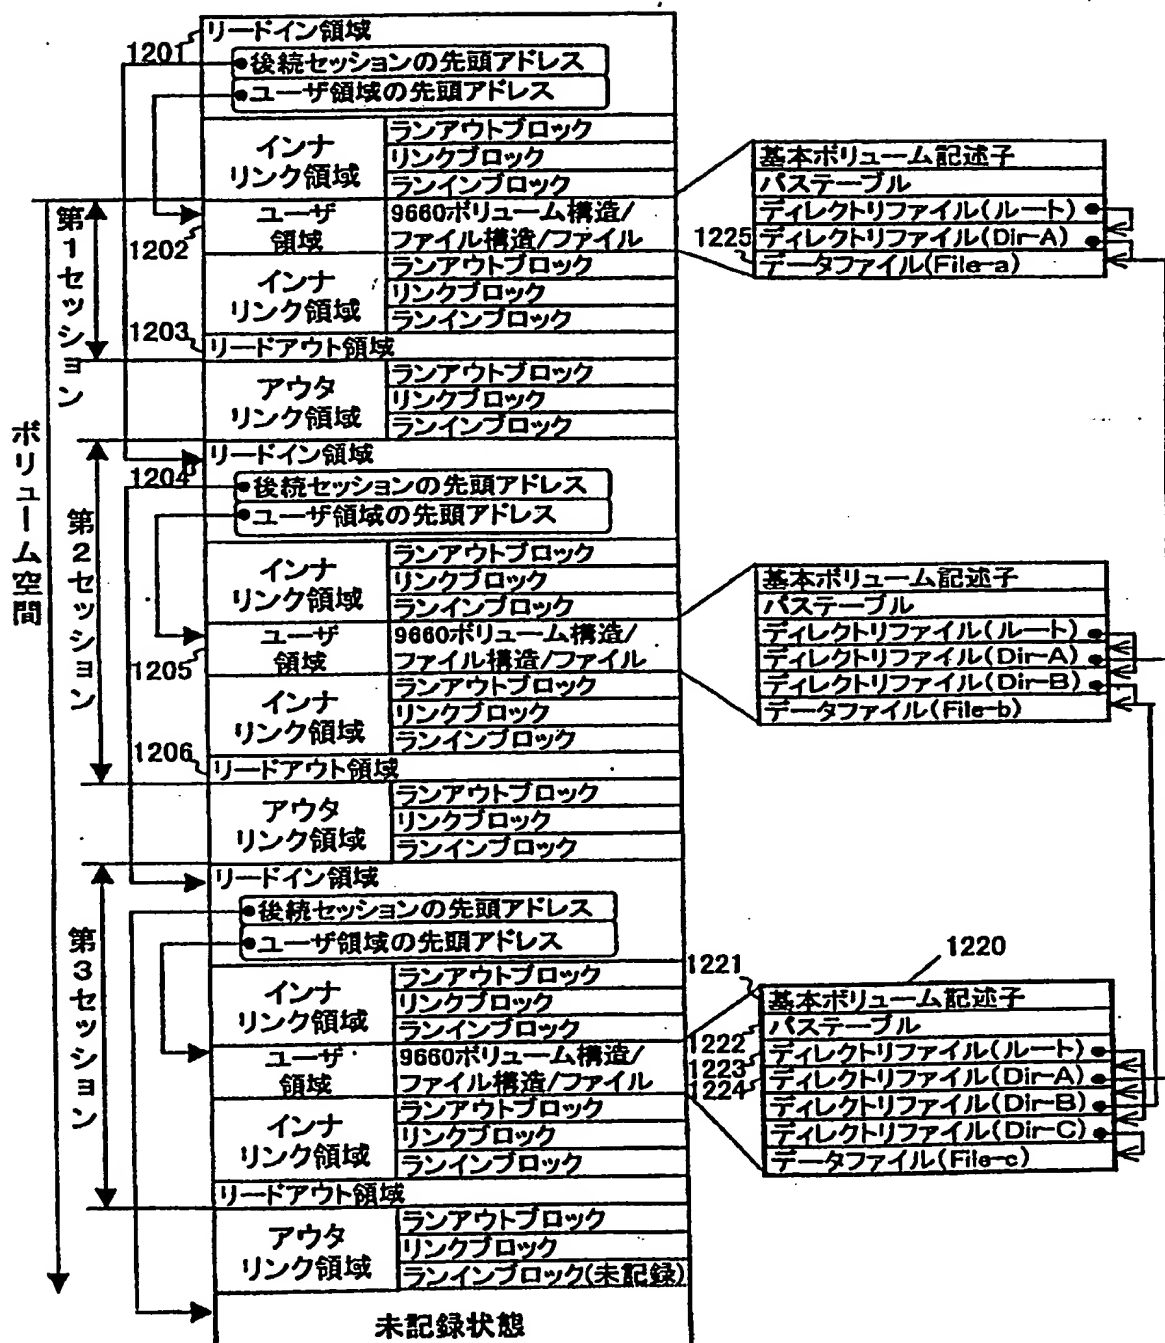 ボリューム空間
第1セッション
第2セッション
第3セッション
1201
リードイン領域
●後続セッションの先頭アドレス
●ユーザ領域の先頭アドレス
インナ
リンク領域
ランアウトブロック
リンクブロック
ランインブロック
1202
ユーザ
領域
9660ボリューム構造/
ファイル構造/ファイル
インナ
リンク領域
ランアウトブロック
リンクブロック
ランインブロック
1203
リードアウト領域
アウタ
リンク領域
ランアウトブロック
リンクブロック
ランインブロック
基本ボリューム記述子
パステーブル
ディレクトリファイル(ルート)
ディレクトリファイル(Dir-A)
1225
データファイル(File-a)
1204
リードイン領域
●後続セッションの先頭アドレス
●ユーザ領域の先頭アドレス
インナ
リンク領域
ランアウトブロック
リンクブロック
ランインブロック
1205
ユーザ
領域
9660ボリューム構造/
ファイル構造/ファイル
インナ
リンク領域
ランアウトブロック
リンクブロック
ランインブロック
1206
リードアウト領域
アウタ
リンク領域
ランアウトブロック
リンクブロック
ランインブロック
基本ボリューム記述子
パステーブル
ディレクトリファイル(ルート)
ディレクトリファイル(Dir-A)
ディレクトリファイル(Dir-B)
データファイル(File-b)
リードイン領域
●後続セッションの先頭アドレス
●ユーザ領域の先頭アドレス
インナ
リンク領域
ランアウトブロック
リンクブロック
ランインブロック
ユーザ
領域
9660ボリューム構造/
ファイル構造/ファイル
インナ
リンク領域
ランアウトブロック
リンクブロック
ランインブロック
リードアウト領域
アウタ
リンク領域
ランアウトブロック
リンクブロック
ランインブロック(未記録)
未記録状態
1220
1221
基本ボリューム記述子
1222
パステーブル
1223
ディレクトリファイル(ルート)
1224
ディレクトリファイル(Dir-A)
ディレクトリファイル(Dir-B)
ディレクトリファイル(Dir-C)
データファイル(File-c)